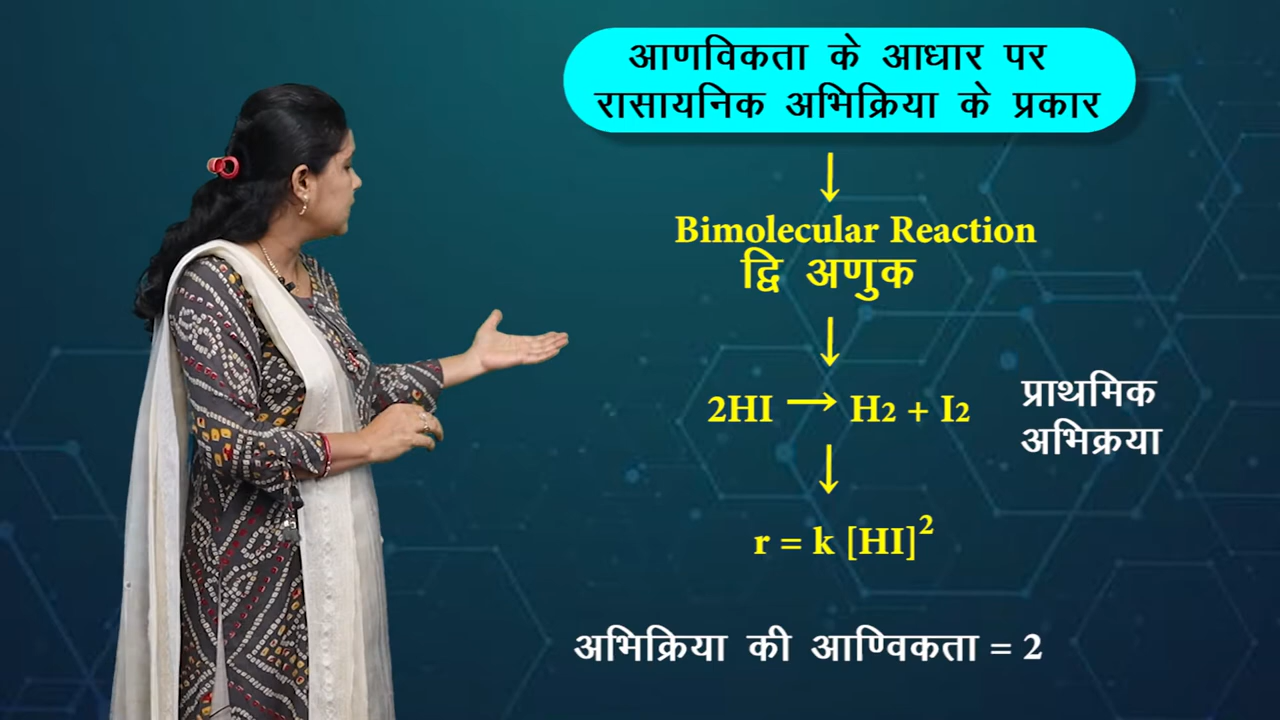 आणविकता के आधार पर
रासायनिक अभिक्रिया के प्रकार
↓
Bimolecular Reaction
द्वि अणुक
↓
2HI → H2 + I2
प्राथमिक
अभिक्रया
↓
r = k [HI]²
अभिक्रिया की आण्विकता = 2